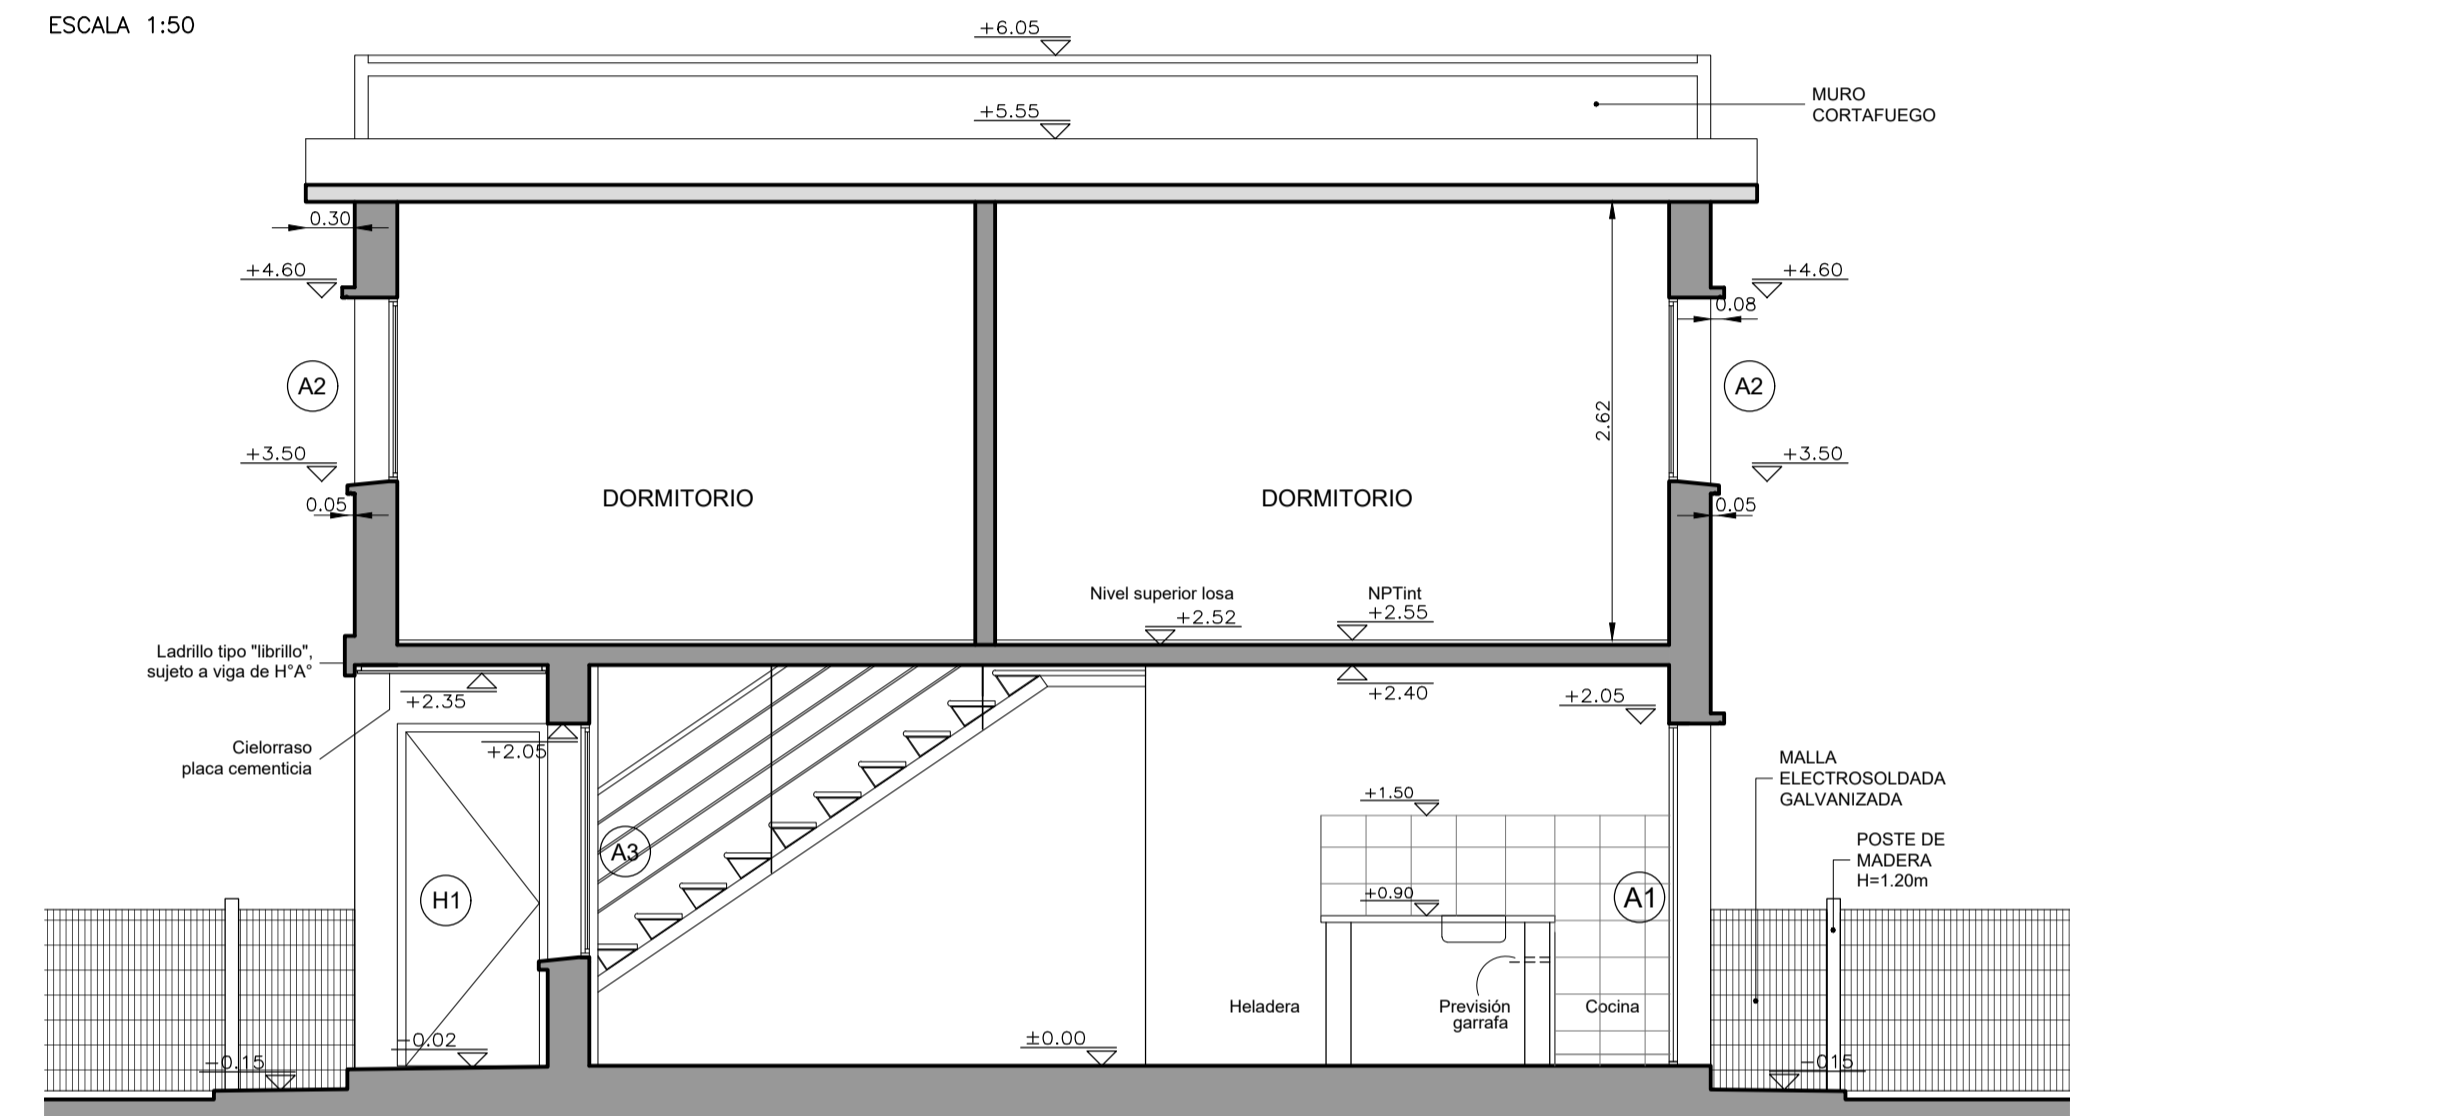 ESCALA 1:50
+6.05
+5.55
MURO
CORTAFUEGO
0.30
+4.60
+4.60
0.08
A2
A2
2.62
+3.50
+3.50
0.05
DORMITORIO
DORMITORIO
0.05
Nivel superior losa
+2.52
NPTint
+2.55
Ladrillo tipo "librillo",
sujeto a viga de H°A°
+2.35
+2.40
+2.05
+2.05
Cielorraso
placa cementicia
MALLA
ELECTROSOLDADA
GALVANIZADA
+1.50
POSTE DE
MADERA
H=1.20m
A3
H1
+0.90
A1
Heladera
Previsión
garrafa
Cocina
-0.02
±0.00
-0.15
-015